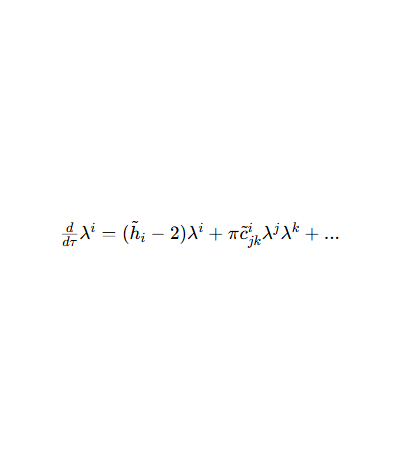 \frac{d}{d\tau}\lambda^i = (\tilde{h}_i - 2)\lambda^i + \pi \tilde{c}^i_{jk}\lambda^j\lambda^k + ...